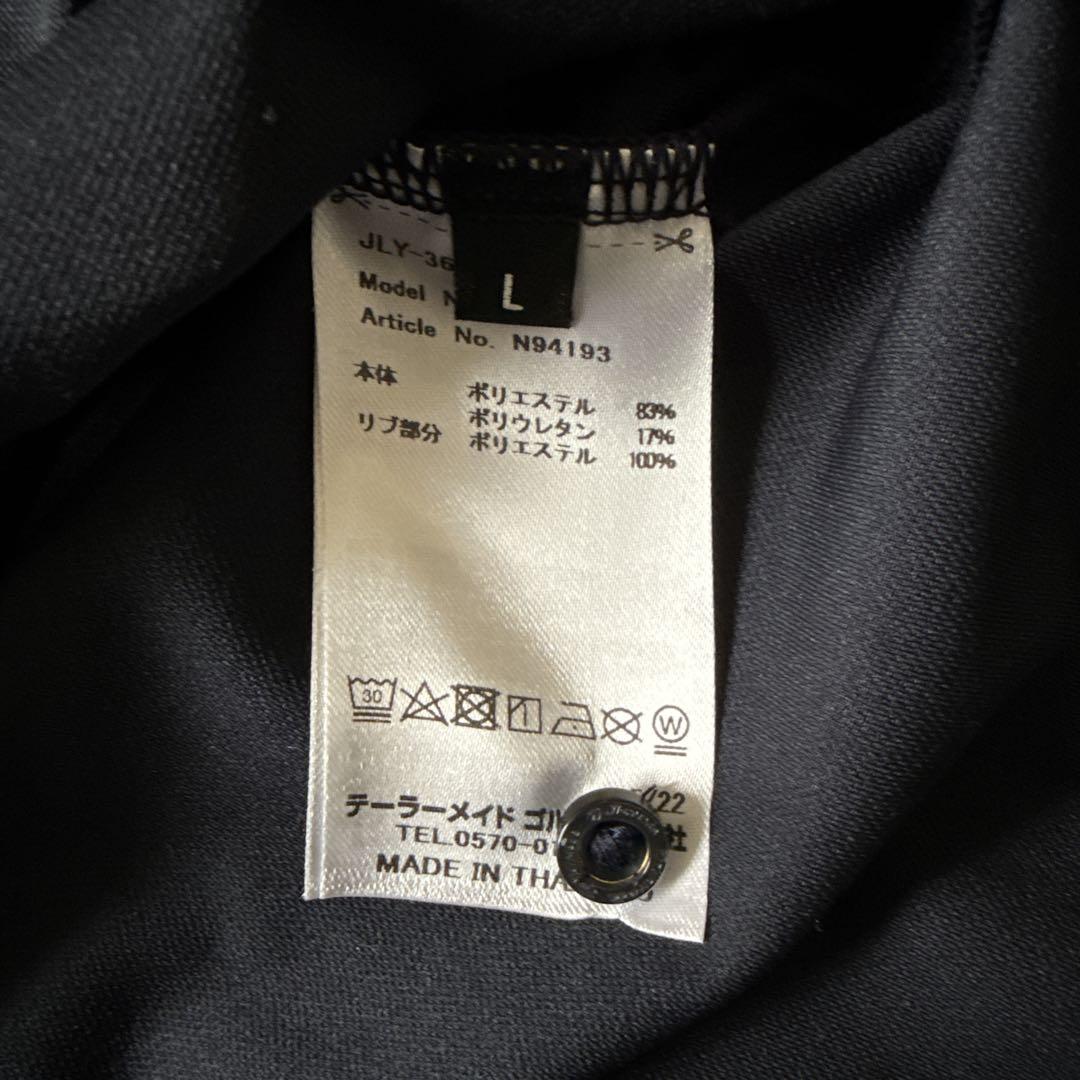 L
JLY-36
Model
Article No. N94193
本体 ポリエステル 83%
ポリウレタン 17%
リブ部分 ポリエステル 100%
30
W
22
テーラーメイド ゴル 社
TEL.0570-0
MADE IN THA